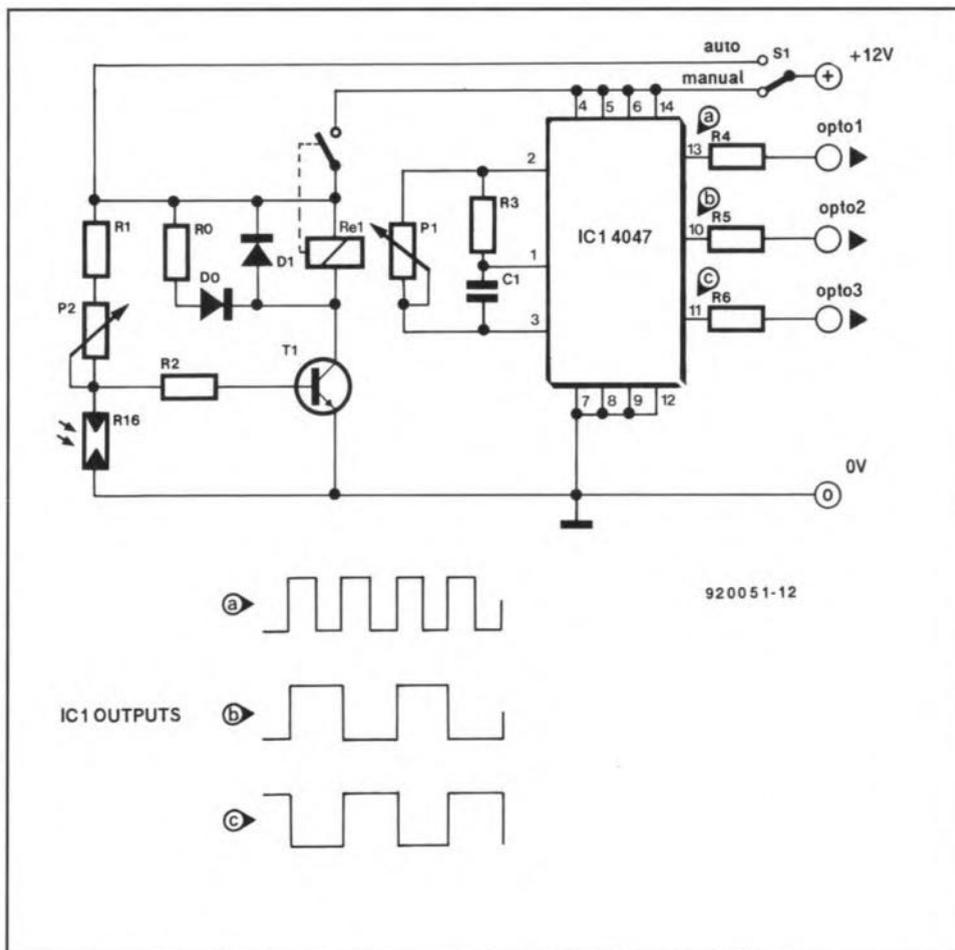 auto
S1
+12V
manual
+
4
5
6
14
a
opto1
13
R4
2
b
opto2
R3
10
R5
R1
R0
Re1
P1
IC1 4047
D1
1
c
opto3
P2
D0
C1
11
R6
3
T1
R2
7
8
9
12
R16
0V
0
a
920051-12
IC1 OUTPUTS
b
c